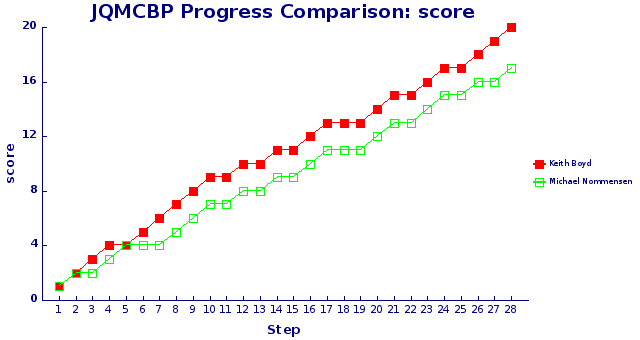 JQMCBP Progress Comparison: score
20
16
12
8
4
0
score
1 2 3 4 5 6 7 8 9 10 11 12 13 14 15 16 17 18 19 20 21 22 23 24 25 26 27 28
Step
Keith Boyd
Michael Nommensen